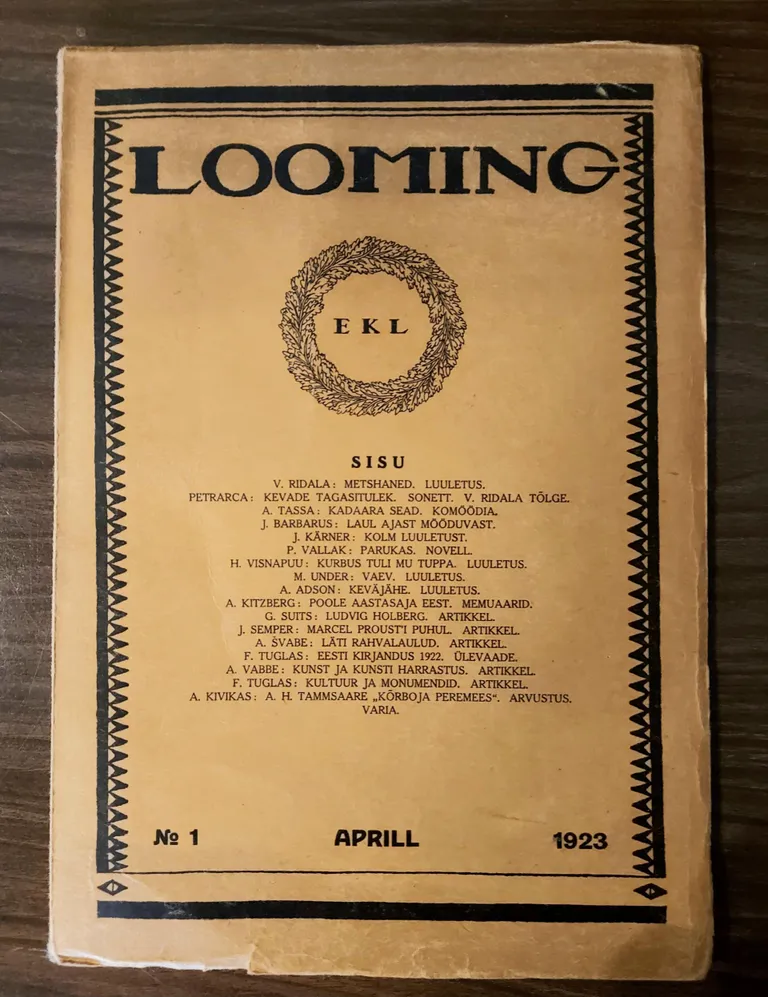 LOOMING
EKL
SISU
V. RIDALA: METSHANED. LUULETUS.
PETRARCA: KEVADE TAGASITULEK. SONETT. V. RIDALA TÕLGE.
A. TASSA: KADAARA SEAD. KOMÖÖDIA.
J. BARBARUS: LAUL AJAST MÖÖDUVAST.
J. KÄRNER: KOLM LUULETUST.
P. VALLAK: PARUKAS. NOVELL.
H. VISNAPUU: KURBUS TULI MU TUPPA. LUULETUS.
M. UNDER: VAEV. LUULETUS.
A. ADSON: KEVÄJÄHE. LUULETUS.
A. KITZBERG: POOLE AASTASAJA EEST. MEMUAARID.
G. SUITS: LUDVIG HOLBERG. ARTIKKEL.
J. SEMPER: MARCEL PROUST'I PUHUL. ARTIKKEL.
A. ŠVABE: LÄTI RAHVALAULUD. ARTIKKEL.
F. TUGLAS: EESTI KIRJANDUS 1922. ÜLEVAADE.
A. VABBE: KUNST JA KUNSTI HARRASTUS. ARTIKKEL.
F. TUGLAS: KULTUUR JA MONUMENDID. ARTIKKEL.
A. KIVIKAS: A. H. TAMMSAARE „KÕRBOJA PEREMEES“. ARVUSTUS.
VARIA.
№ 1 APRILL 1923